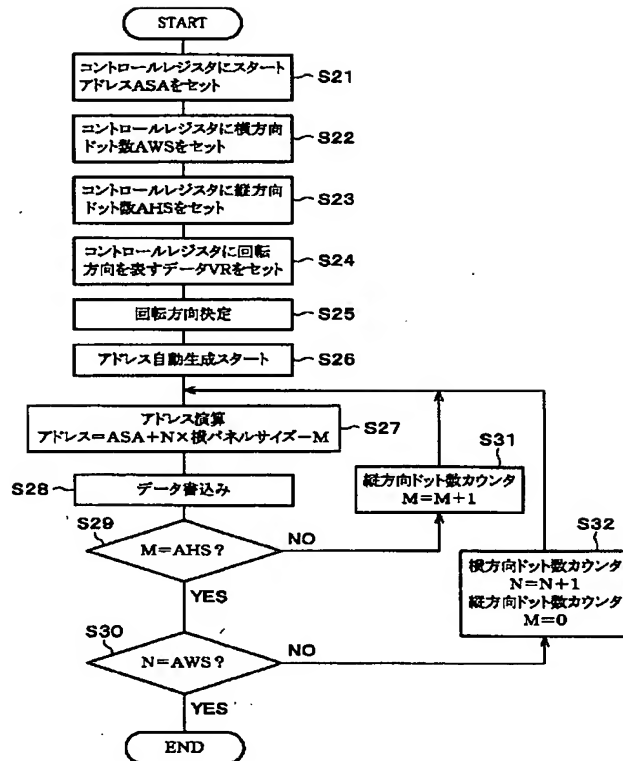 START
コントロールレジスタにスタート
アドレスASAをセット
S21
コントロールレジスタに横方向
ドット数AWSをセット
S22
コントロールレジスタに縦方向
ドット数AHSをセット
S23
コントロールレジスタに回転
方向を表すデータVRをセット
S24
回転方向決定
S25
アドレス自動生成スタート
S26
アドレス演算
アドレス=ASA+N×横パネルサイズ-M
S27
S28
データ書込み
S29
M=AHS?
NO
YES
S31
縦方向ドット数カウンタ
M=M+1
S30
N=AWS?
NO
YES
S32
横方向ドット数カウンタ
N=N+1
縦方向ドット数カウンタ
M=0
END